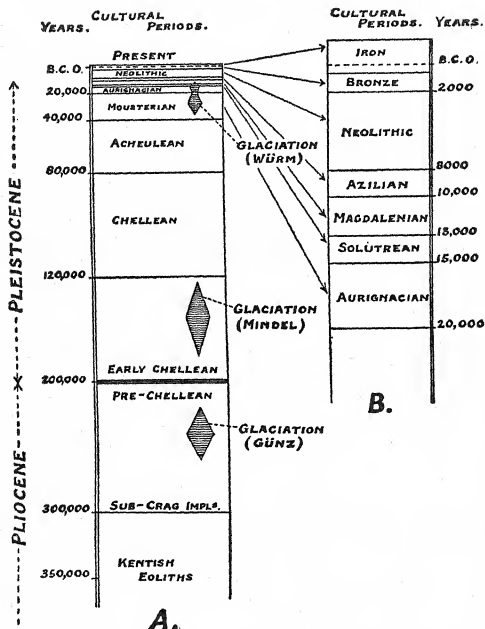 CULTURAL
PERIODS.
YEARS.
PRESENT
B.C.O.
NEOLITHIC
AURIGNACIAN
20,000
MOUSTERIAN
40,000
ACHEULEAN
GLACIATION
(WÜRM)
80,000
CHELLEAN
120,000
GLACIATION
(MINDEL)
EARLY CHELLEAN
200,000
PRE-CHELLEAN
GLACIATION
(GÜNZ)
300,000
SUB-CRAG IMPLS.
KENTISH
EOLITHS
350,000
PLEISTOCENE
PLIOCENE
A.
CULTURAL
PERIODS.
YEARS.
IRON
B.C.O.
BRONZE
2,000
NEOLITHIC
8000
AZILIAN
10,000
MAGDALENIAN
13,000
SOLUTREAN
15,000
AURIGNACIAN
20,000
B.